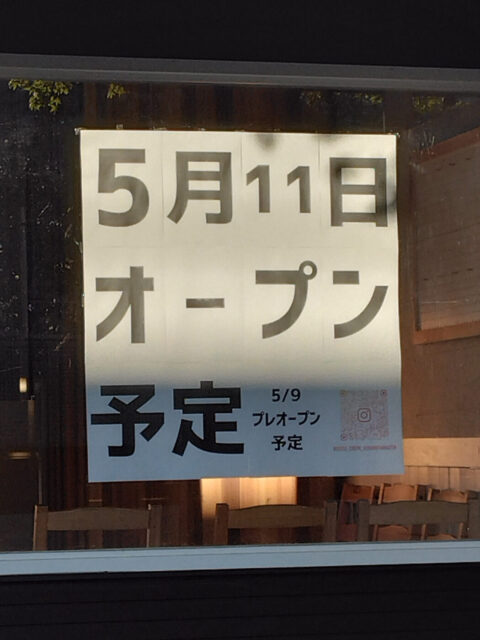 5月11日
オープン
予定
5/9
プレオープン
予定